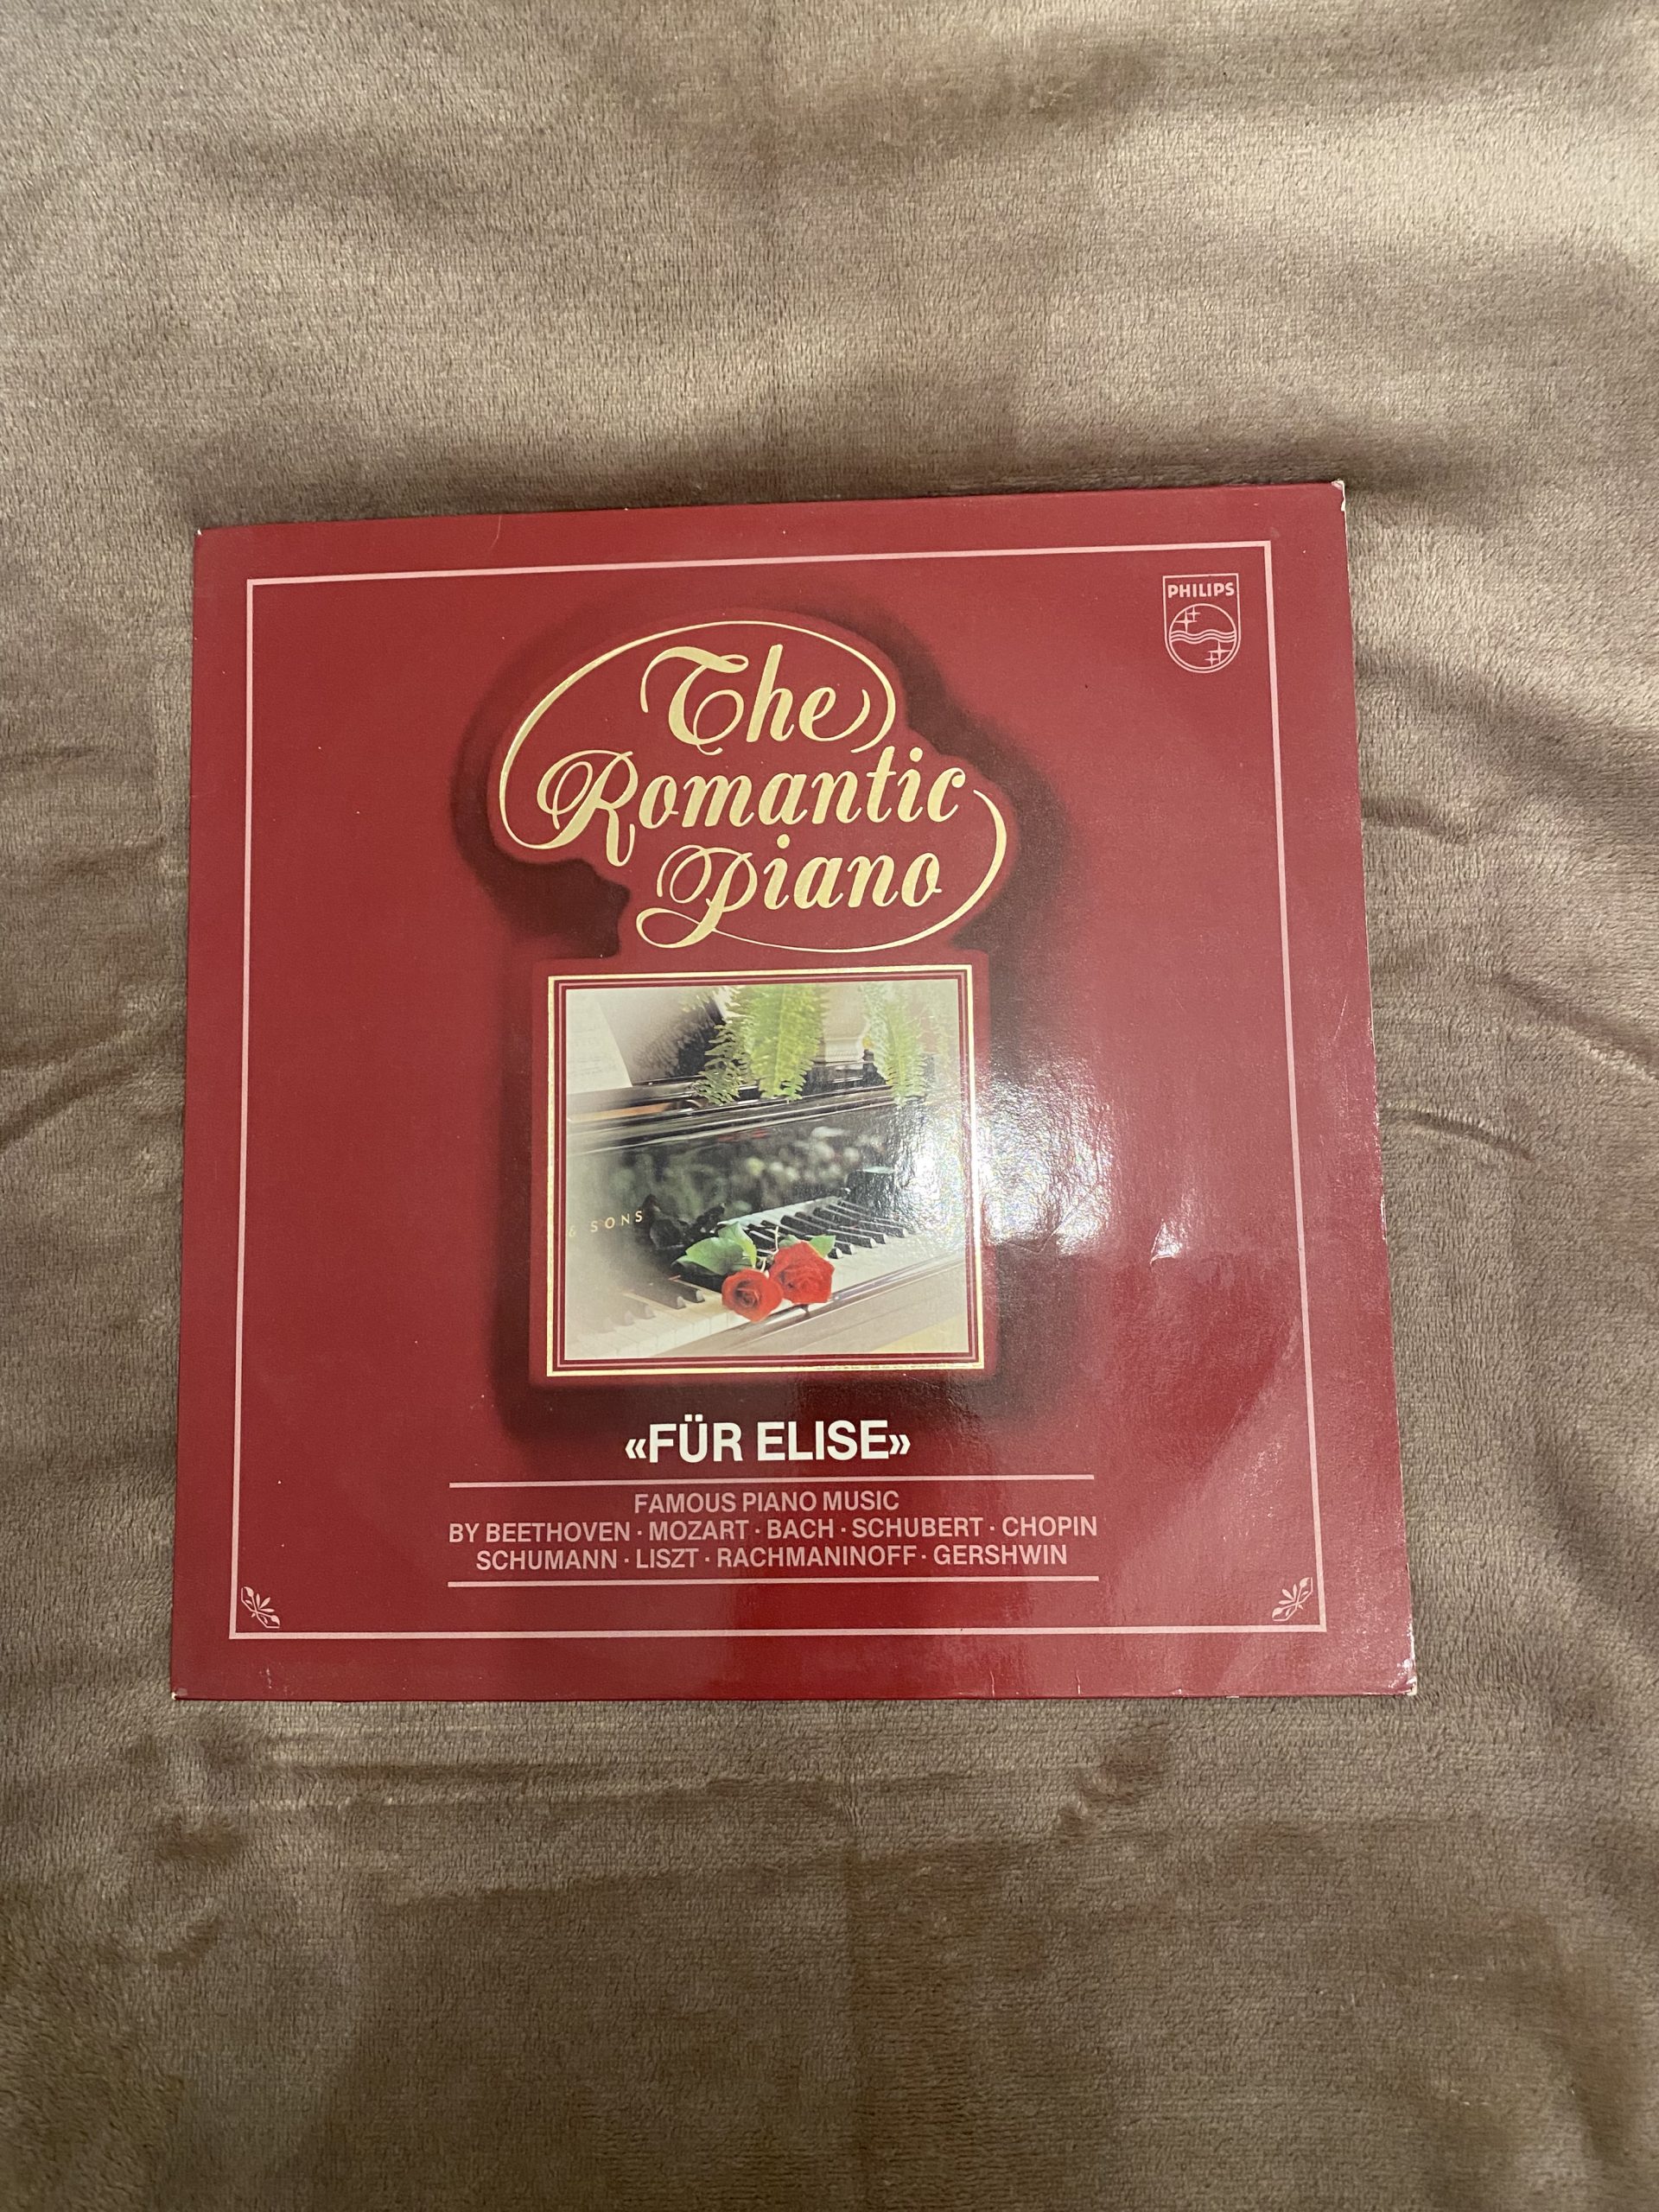 PHILIPS
The
Romantic
Piano
& SONS
«FÜR ELISE»
FAMOUS PIANO MUSIC
BY BEETHOVEN · MOZART · BACH · SCHUBERT · CHOPIN
SCHUMANN · LISZT · RACHMANINOFF · GERSHWIN